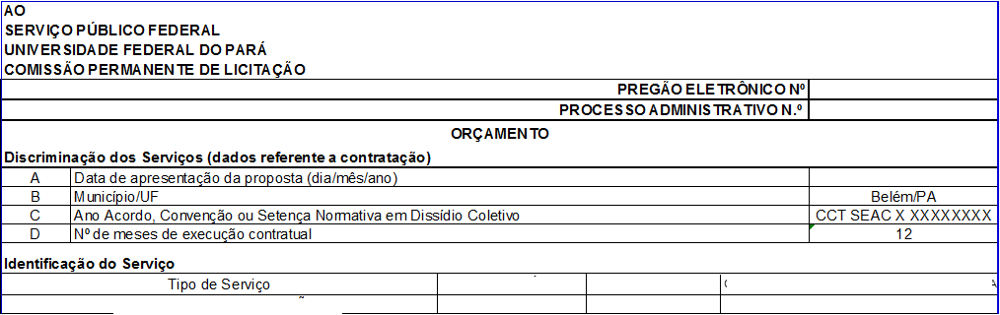 AO
SERVIÇO PÚBLICO FEDERAL
UNIVERSIDADE FEDERAL DO PARÁ
COMISSÃO PERMANENTE DE LICITAÇÃO
PREGÃO ELETRÔNICO Nº
PROCESSO ADMINISTRATIVO N.º
ORÇAMENTO
Discriminação dos Serviços (dados referente a contratação)
A Data de apresentação da proposta (dia/mês/ano)
B Município/UF Belém/PA
C Ano Acordo, Convenção ou Setença Normativa em Dissídio Coletivo CCT SEAC X XXXXXXXX
D Nº de meses de execução contratual 12
Identificação do Serviço
Tipo de Serviço